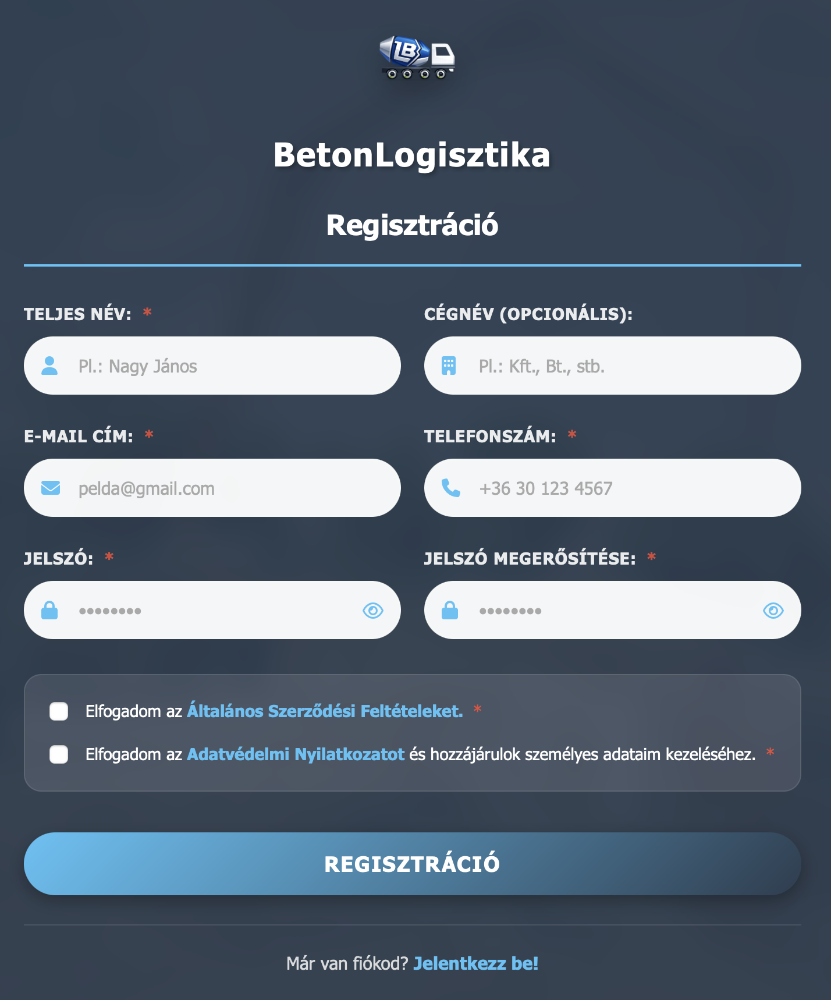 LB
BetonLogisztika
Regisztráció
TELJES NÉV: *
CÉGNÉV (OPCIONÁLIS):
Pl.: Nagy János
Pl.: Kft., Bt., stb.
E-MAIL CÍM: *
TELEFONSZÁM: *
pelda@gmail.com
+36 30 123 4567
JELSZÓ: *
JELSZÓ MEGERŐSÍTÉSE: *
••••••••
••••••••
Elfogadom az Általános Szerződési Feltételeket. *
Elfogadom az Adatvédelmi Nyilatkozatot és hozzájárulok személyes adataim kezeléséhez. *
REGISZTRÁCIÓ
Már van fiókod? Jelentkezz be!